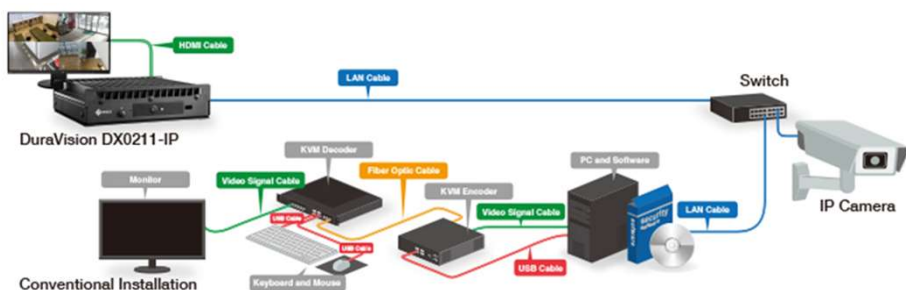 HDMI Cable
LAN Cable
Switch
DuraVision DX0211-IP
KVM Decoder
PC and Software
Monitor
Video Signal Cable
Fiber Optic Cable
KVM Encoder
USB Cable
Video Signal Cable
LAN Cable
IP Camera
USB Cable
Security
Keyboard and Mouse
USB Cable
Conventional Installation